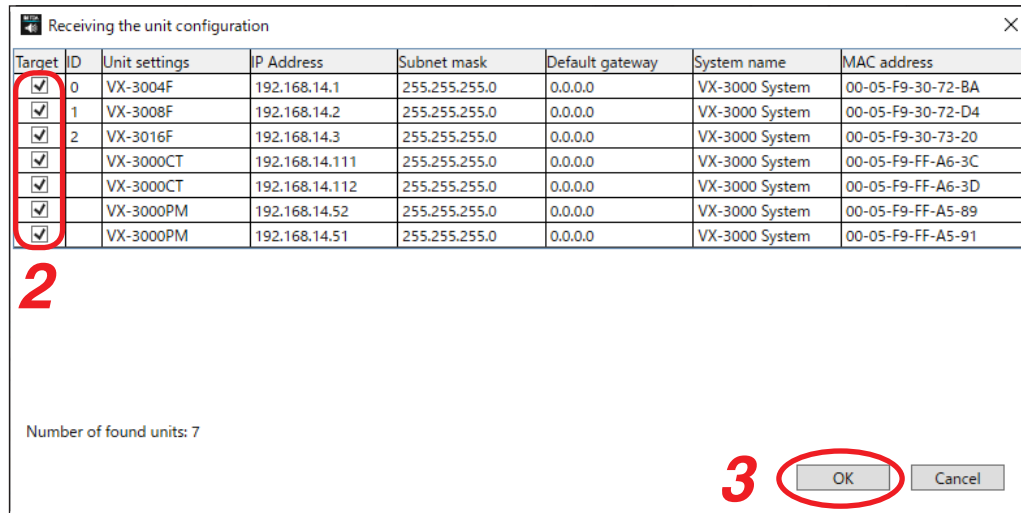 Receiving the unit configuration
Target ID Unit settings IP Address Subnet mask Default gateway System name MAC address
0 VX-3004F 192.168.14.1 255.255.255.0 0.0.0.0 VX-3000 System 00-05-F9-30-72-BA
1 VX-3008F 192.168.14.2 255.255.255.0 0.0.0.0 VX-3000 System 00-05-F9-30-72-D4
2 VX-3016F 192.168.14.3 255.255.255.0 0.0.0.0 VX-3000 System 00-05-F9-30-73-20
VX-3000CT 192.168.14.111 255.255.255.0 0.0.0.0 VX-3000 System 00-05-F9-FF-A6-3C
VX-3000CT 192.168.14.112 255.255.255.0 0.0.0.0 VX-3000 System 00-05-F9-FF-A6-3D
VX-3000PM 192.168.14.52 255.255.255.0 0.0.0.0 VX-3000 System 00-05-F9-FF-A5-89
VX-3000PM 192.168.14.51 255.255.255.0 0.0.0.0 VX-3000 System 00-05-F9-FF-A5-91
2
Number of found units: 7
3 OK Cancel